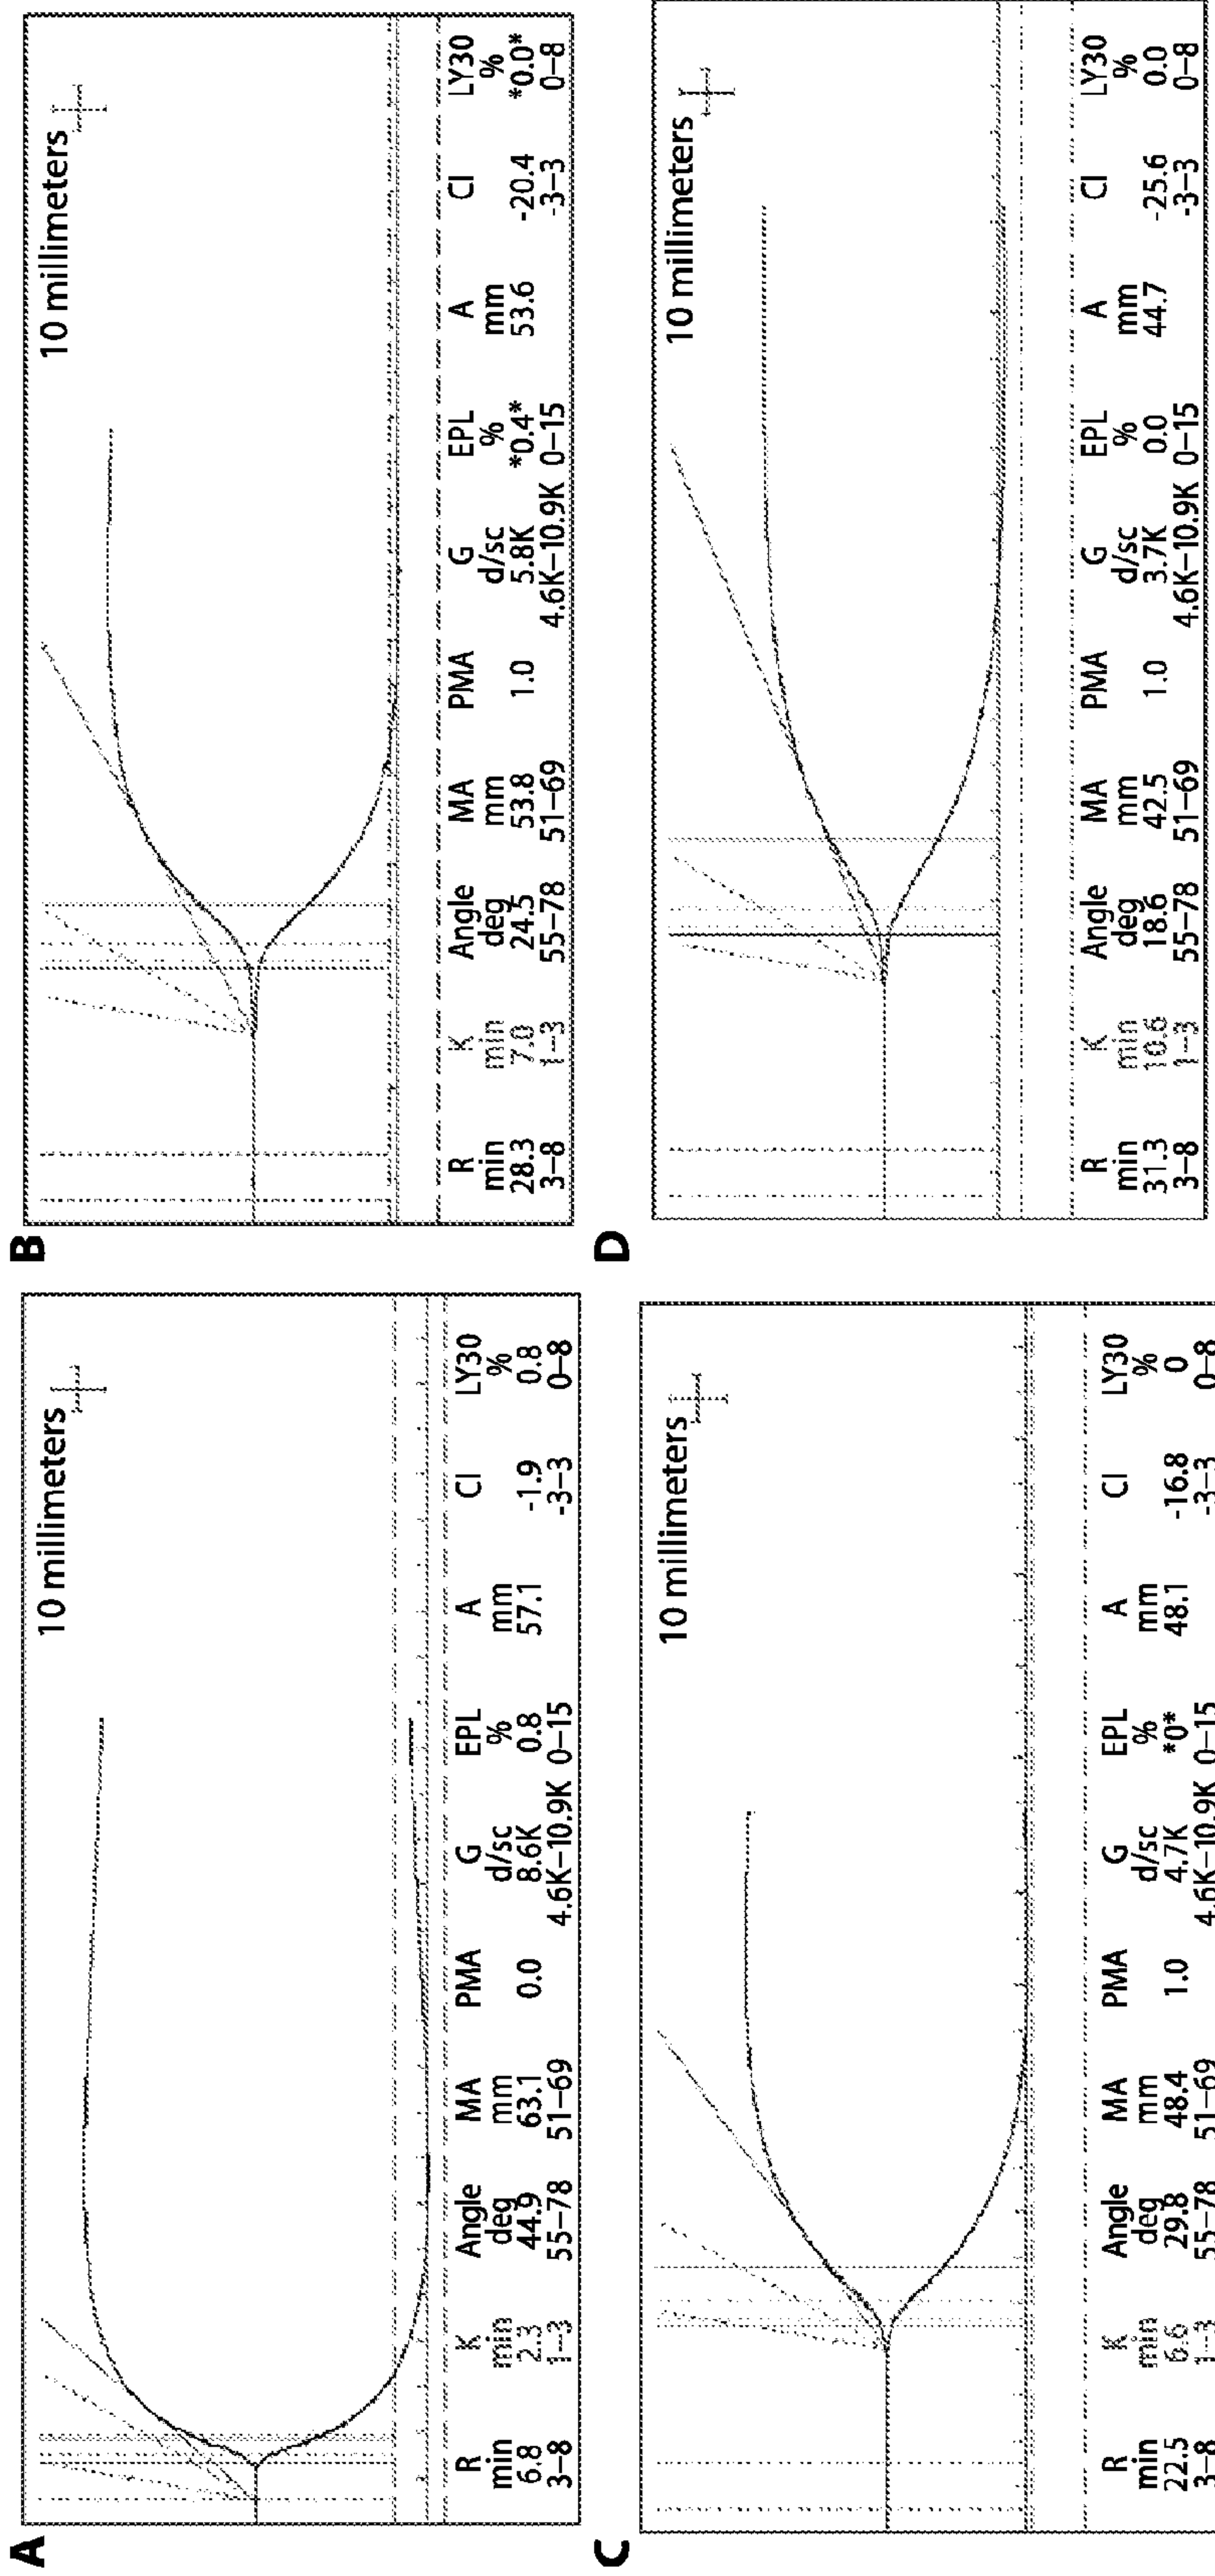 A
10 millimeters
R K Angle MA PMA G EPL A CI LY30
min min deg mm d/sc % mm %
6.8 2.3 44.9 63.1 0.0 8.6K 0.8 57.1 -1.9 0.8
3–8 1–3 55–78 51–69 4.6K–10.9K 0–15 -3–3 0–8
B
10 millimeters
R K Angle MA PMA G EPL A CI LY30
min min deg mm d/sc % mm %
28.3 7.0 24.5 53.8 1.0 5.8K *0.4* 53.6 -20.4 *0.0*
3–8 1–3 55–78 51–69 4.6K–10.9K 0–15 -3–3 0–8
C
10 millimeters
R K Angle MA PMA G EPL A CI LY30
min min deg mm d/sc % mm %
22.5 6.6 29.8 48.4 1.0 4.7K *0* 48.1 -16.8 0
3–8 1–3 55–78 51–69 4.6K–10.9K 0–15 -3–3 0–8
D
10 millimeters
R K Angle MA PMA G EPL A CI LY30
min min deg mm d/sc % mm %
31.3 10.6 18.6 42.5 1.0 3.7K 0.0 44.7 -25.6 0.0
3–8 1–3 55–78 51–69 4.6K–10.9K 0–15 -3–3 0–8